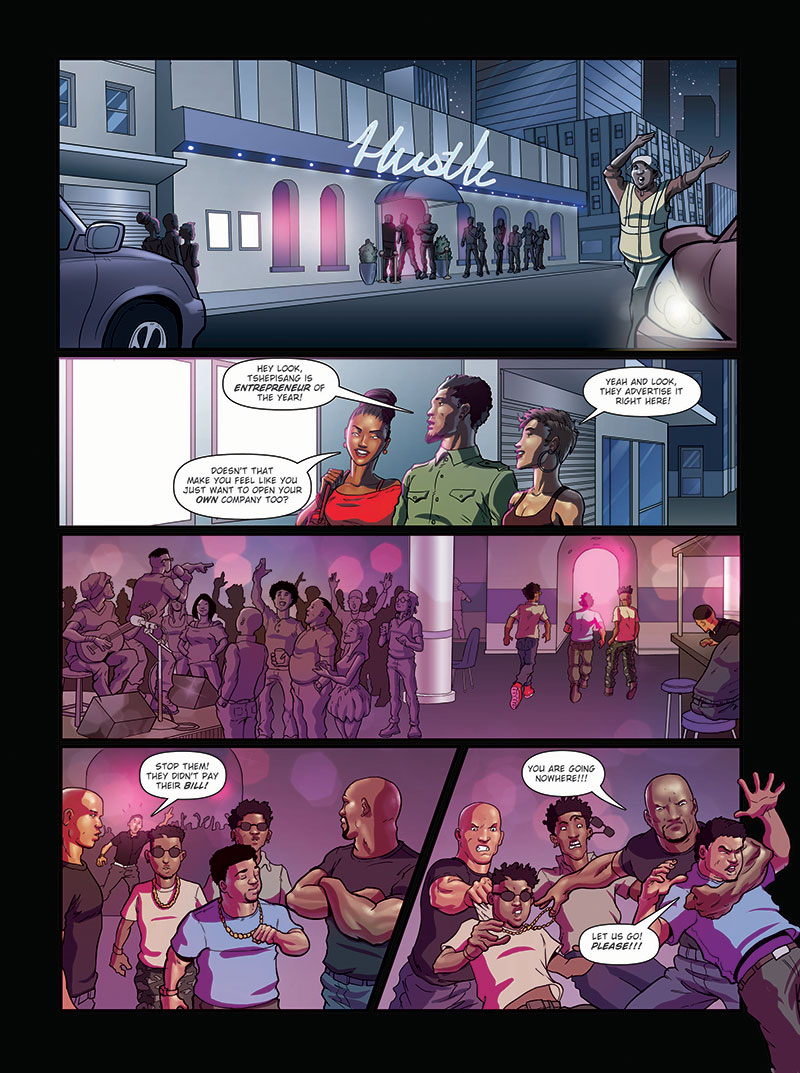 Hustle
HEY LOOK,
TSHEPISANG IS
ENTREPRENEUR OF
THE YEAR!
YEAH AND LOOK,
THEY ADVERTISE IT
RIGHT HERE!
DOESN'T THAT
MAKE YOU FEEL LIKE YOU
JUST WANT TO OPEN YOUR
OWN COMPANY TOO?
STOP THEM!
THEY DIDN'T PAY
THEIR BILL!
YOU ARE GOING
NOWHERE!!!
LET US GO!
PLEASE!!!